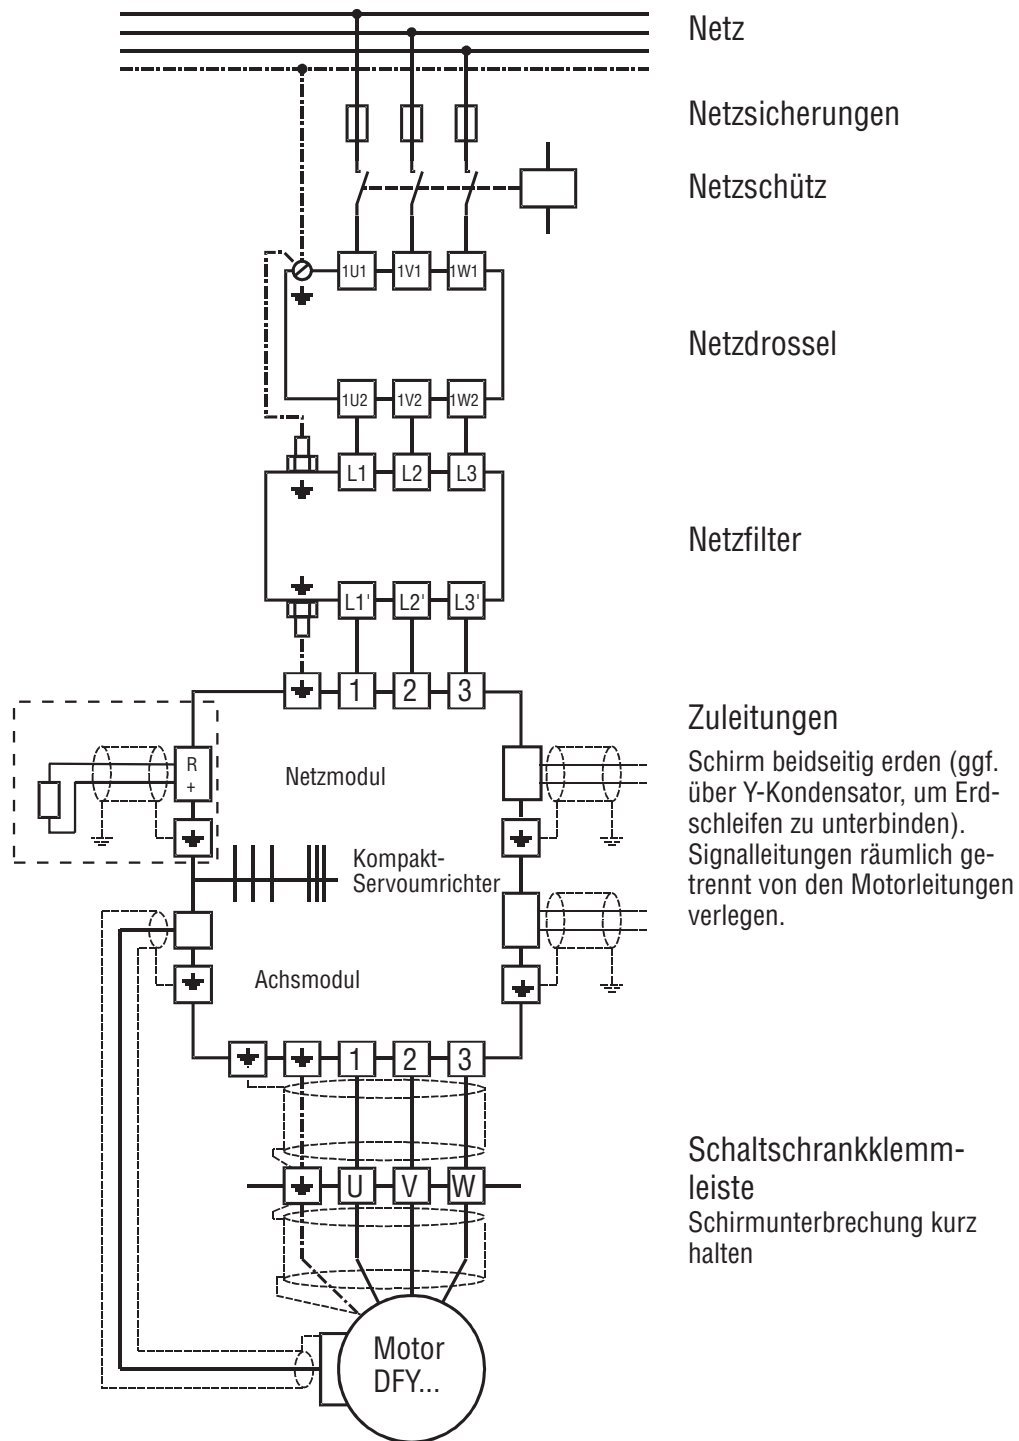 Netz
Netzsicherungen
Netzschütz
1U1 1V1 1W1
Netzdrossel
1U2 1V2 1W2
L1 L2 L3
Netzfilter
L1' L2' L3'
1 2 3
Zuleitungen
Schirm beidseitig erden (ggf.
über Y-Kondensator, um Erd-
schleifen zu unterbinden).
Signalleitungen räumlich ge-
trennt von den Motorleitungen
verlegen.
R
+
Netzmodul
Kompakt-
Servoumrichter
Achsmodul
1 2 3
Schaltschrankklemm-
leiste
Schirmunterbrechung kurz
halten
U V W
Motor
DFY...